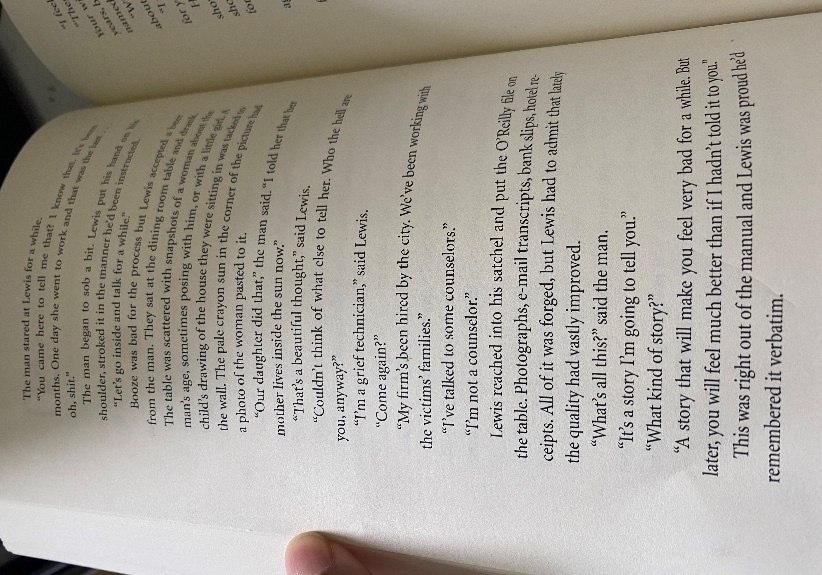 The man stared at Lewis for a while.
"You came here to tell me that? I know that. It's been
months. One day she went to work and that was the last . . .
oh, shit."
The man began to sob a bit. Lewis put his hand on his
shoulder, stroked it in the manner he'd been instructed.
"Let's go inside and talk for a while."
Booze was bad for the process but Lewis accepted a beer
from the man. They sat at the dining room table and drank.
The table was scattered with snapshots of a woman about the
man's age, sometimes posing with him, or with a little girl. A
child's drawing of the house they were sitting in was tacked to
the wall. The pale crayon sun in the corner of the picture had
a photo of the woman pasted to it.
"Our daughter did that," the man said. "I told her that her
mother lives inside the sun now."
"That's a beautiful thought," said Lewis.
"Couldn't think of what else to tell her. Who the hell are
you, anyway?"
"I'm a grief technician," said Lewis.
"Come again?"
"My firm's been hired by the city. We've been working with
the victims' families."
"I've talked to some counselors."
"I'm not a counselor."
Lewis reached into his satchel and put the O'Reilly file on
the table. Photographs, e-mail transcripts, bank slips, hotel re-
ceipts. All of it was forged, but Lewis had to admit that lately
the quality had vastly improved.
"What's all this?" said the man.
"It's a story I'm going to tell you."
"What kind of story?"
"A story that will make you feel very bad for a while. But
later, you will feel much better than if I hadn't told it to you."
This was right out of the manual and Lewis was proud he'd
remembered it verbatim.